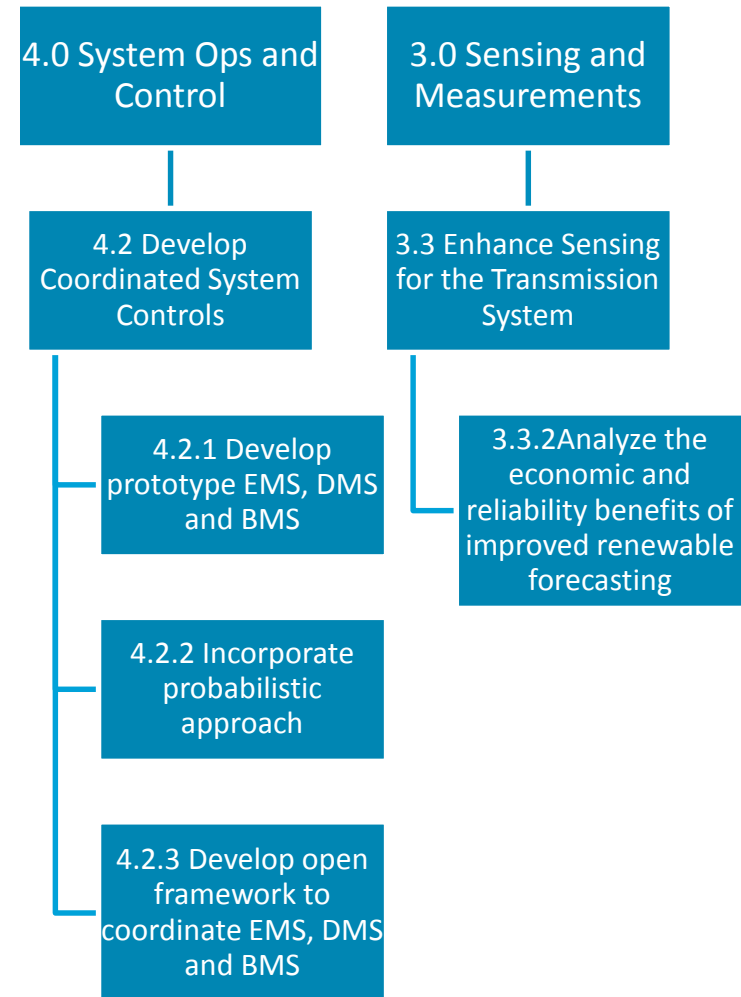 4.0 System Ops and
Control
4.2 Develop
Coordinated System
Controls
4.2.1 Develop
prototype EMS, DMS
and BMS
4.2.2 Incorporate
probabilistic
approach
4.2.3 Develop open
framework to
coordinate EMS, DMS
and BMS
3.0 Sensing and
Measurements
3.3 Enhance Sensing
for the Transmission
System
3.3.2Analyze the
economic and
reliability benefits of
improved renewable
forecasting